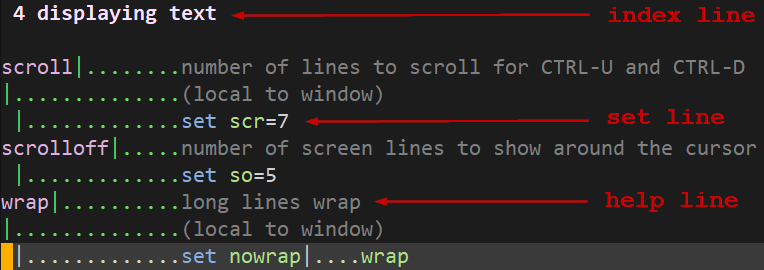 4 displaying text index line
scroll|........number of lines to scroll for CTRL-U and CTRL-D
|..............(local to window)
|.............set scr=7 set line
scrolloff|.....number of screen lines to show around the cursor
|.............set so=5
wrap|..........long lines wrap help line
|..............(local to window)
|.............set nowrap|....wrap